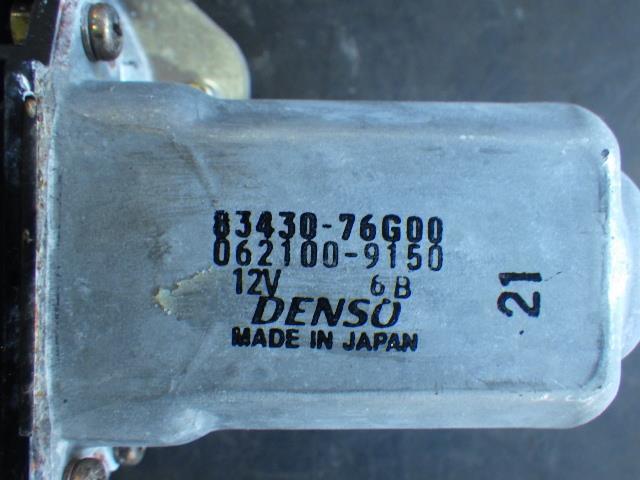 83430-76G00
062100-9150
12V 6B
DENSO
MADE IN JAPAN
21